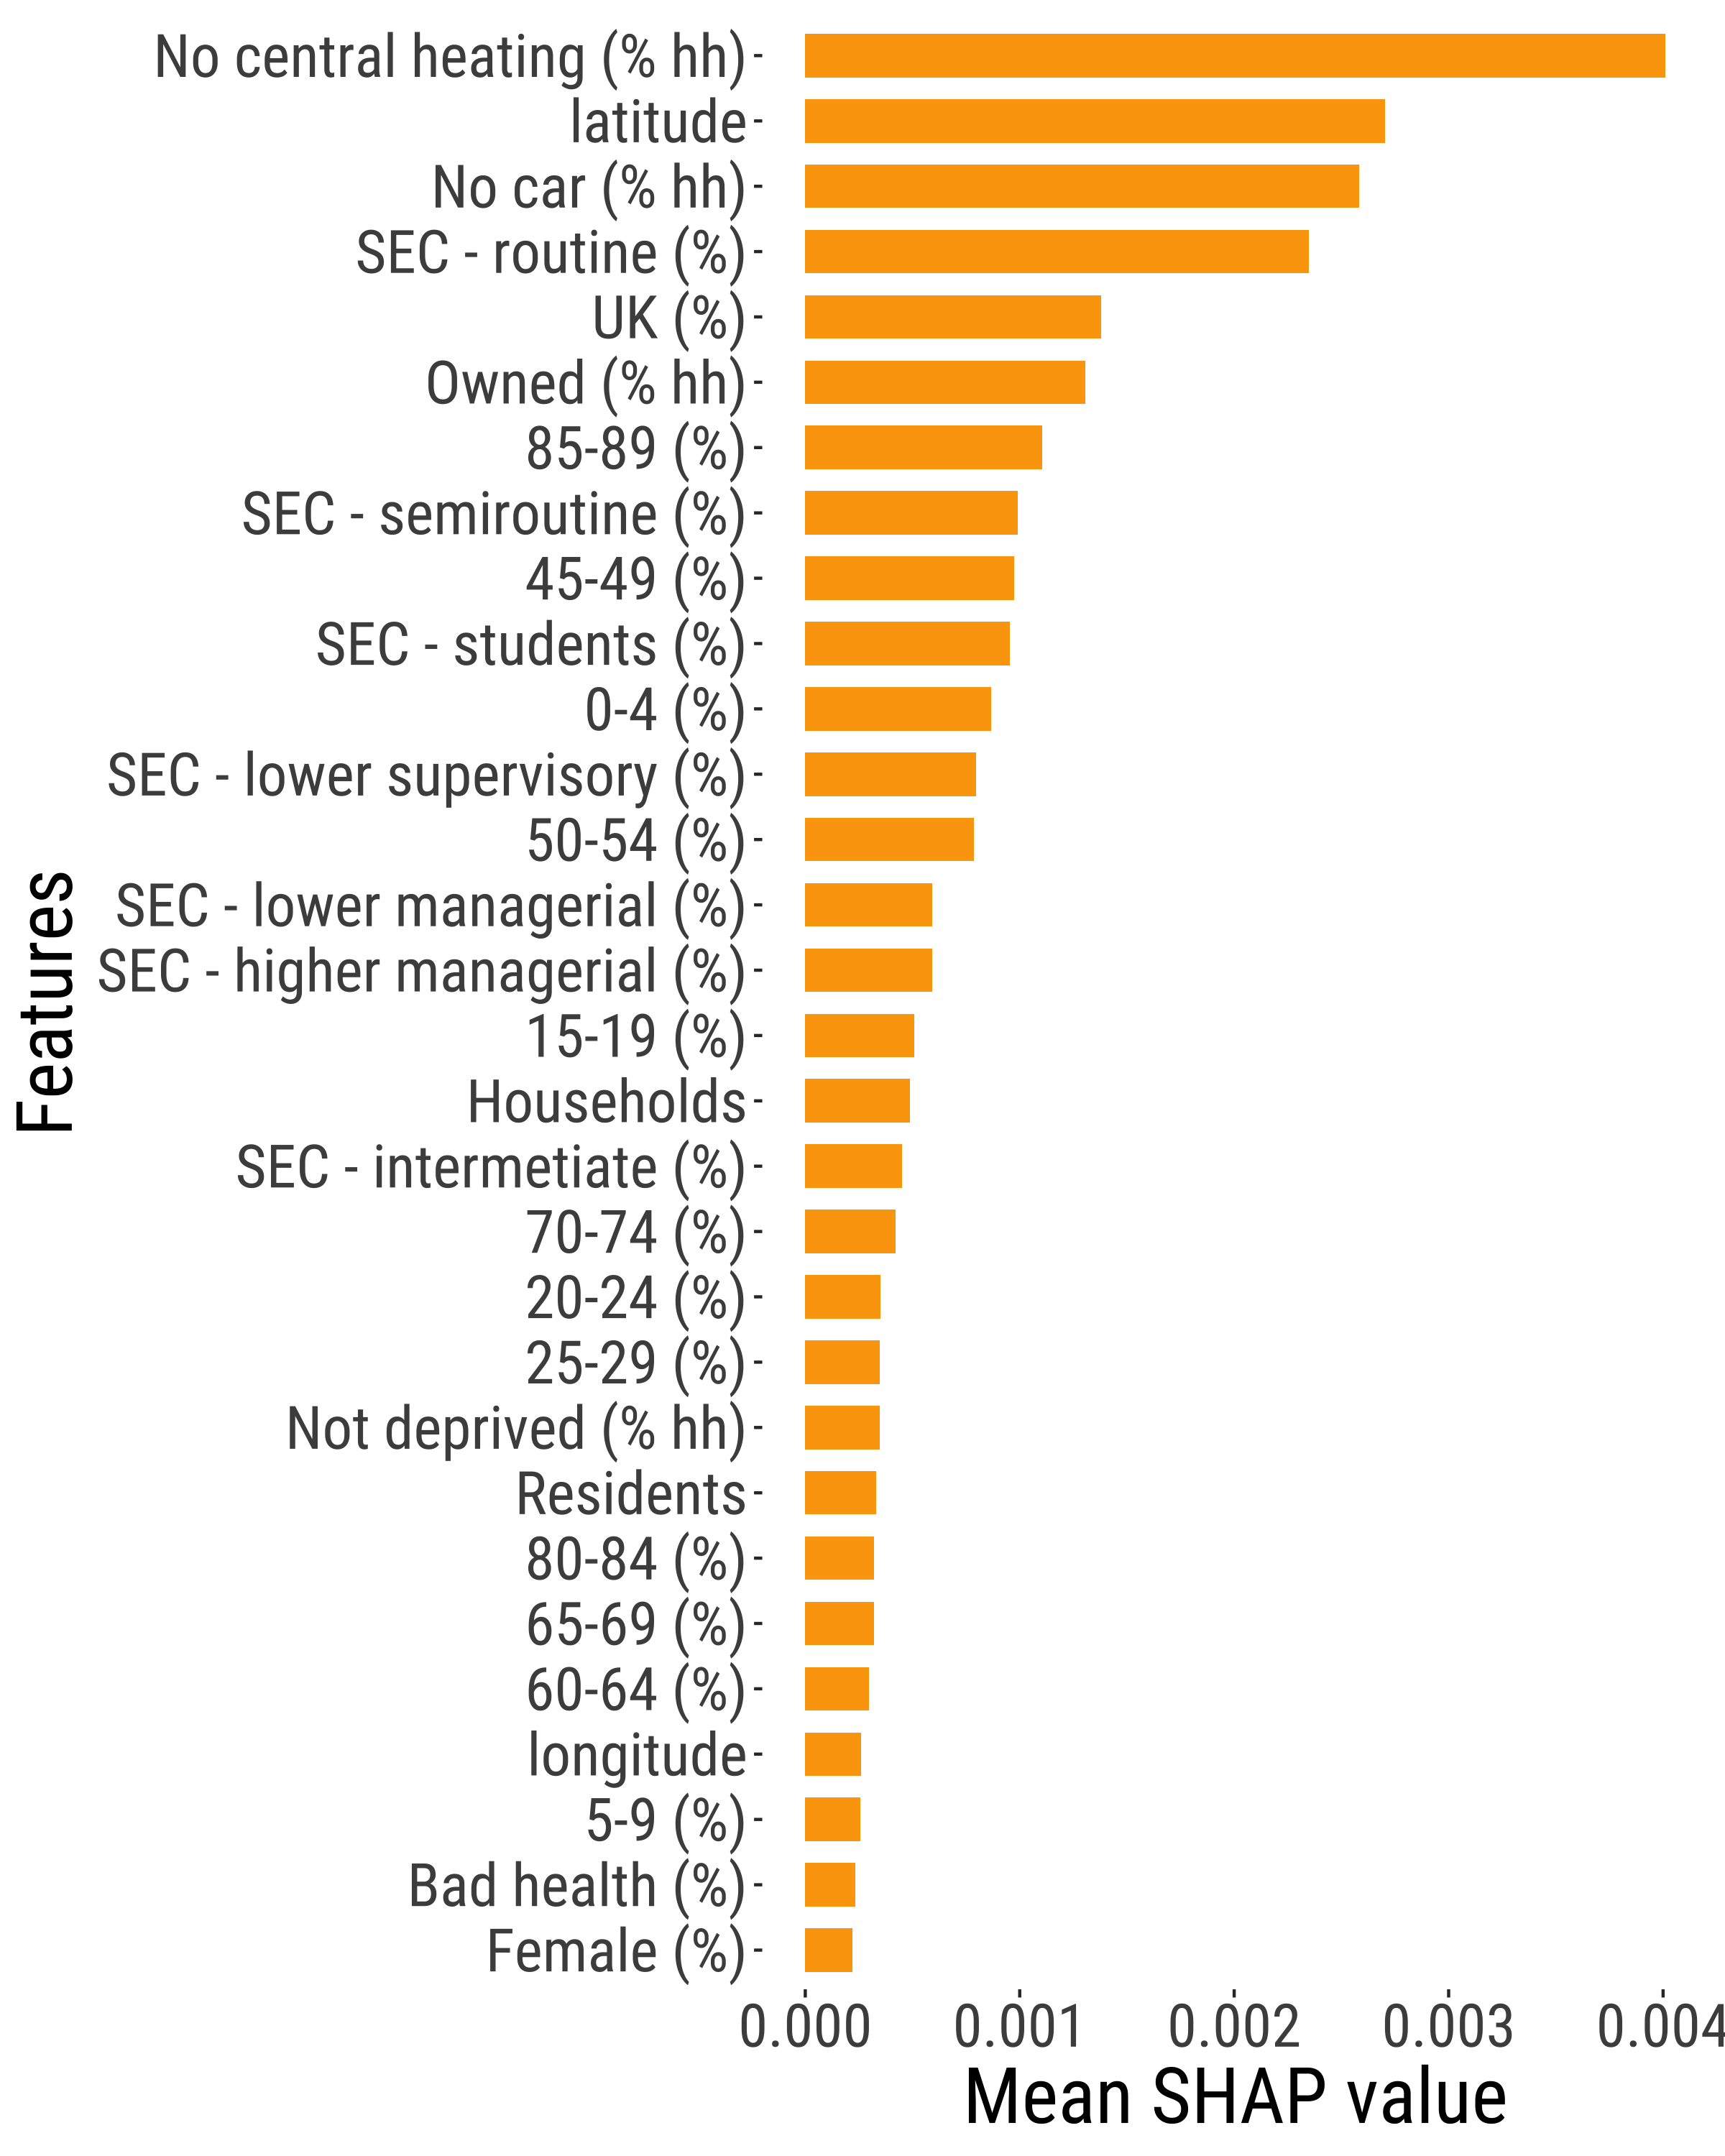 No central heating (% hh)
latitude
No car (% hh)
SEC - routine (%)
UK (%)
Owned (% hh)
85-89 (%)
SEC - semiroutine (%)
45-49 (%)
SEC - students (%)
0-4 (%)
SEC - lower supervisory (%)
50-54 (%)
SEC - lower managerial (%)
SEC - higher managerial (%)
15-19 (%)
Households
SEC - intermetiate (%)
70-74 (%)
20-24 (%)
25-29 (%)
Not deprived (% hh)
Residents
80-84 (%)
65-69 (%)
60-64 (%)
longitude
5-9 (%)
Bad health (%)
Female (%)
Features
0.000 0.001 0.002 0.003 0.004
Mean SHAP value